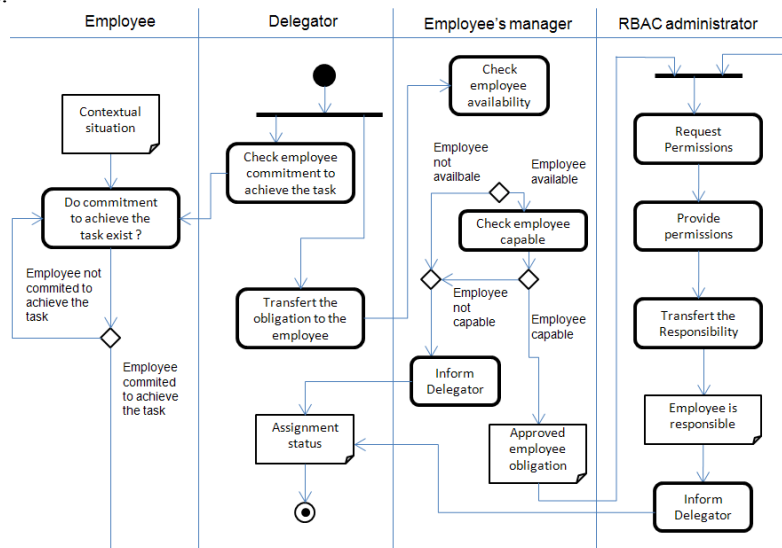 Employee
Delegator
Employee's manager
RBAC administrator
Contextual
situation
Do commitment
to achieve the
task exist ?
Employee not
commited to
achieve the
task
Employee
commited to
achieve
the task
Check employee
commitment to
achieve the task
Transfert the
obligation to the
employee
Assignment
status
Check
employee
availability
Employee
not
availbale
Employee
available
Check employee
capable
Employee
not
capable
Employee
capable
Inform
Delegator
Approved
employee
obligation
Request
Permissions
Provide
permissions
Transfert the
Responsibility
Employee is
responsible
Inform
Delegator